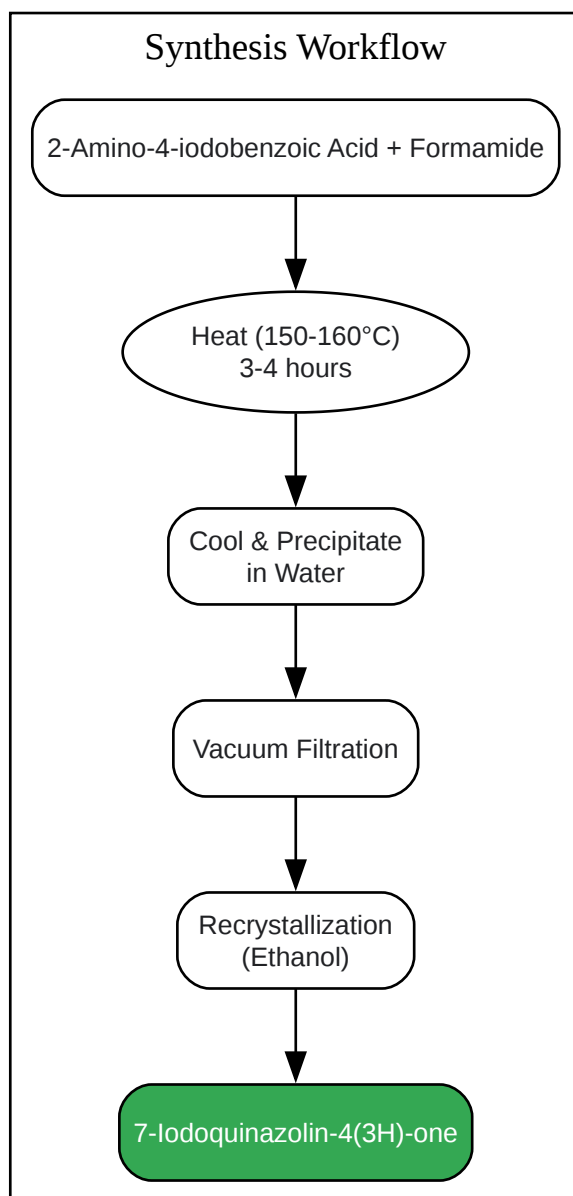 Synthesis Workflow
2-Amino-4-iodobenzoic Acid + Formamide
Heat (150-160°C)
3-4 hours
Cool & Precipitate
in Water
Vacuum Filtration
Recrystallization
(Ethanol)
7-Iodoquinazolin-4(3H)-one